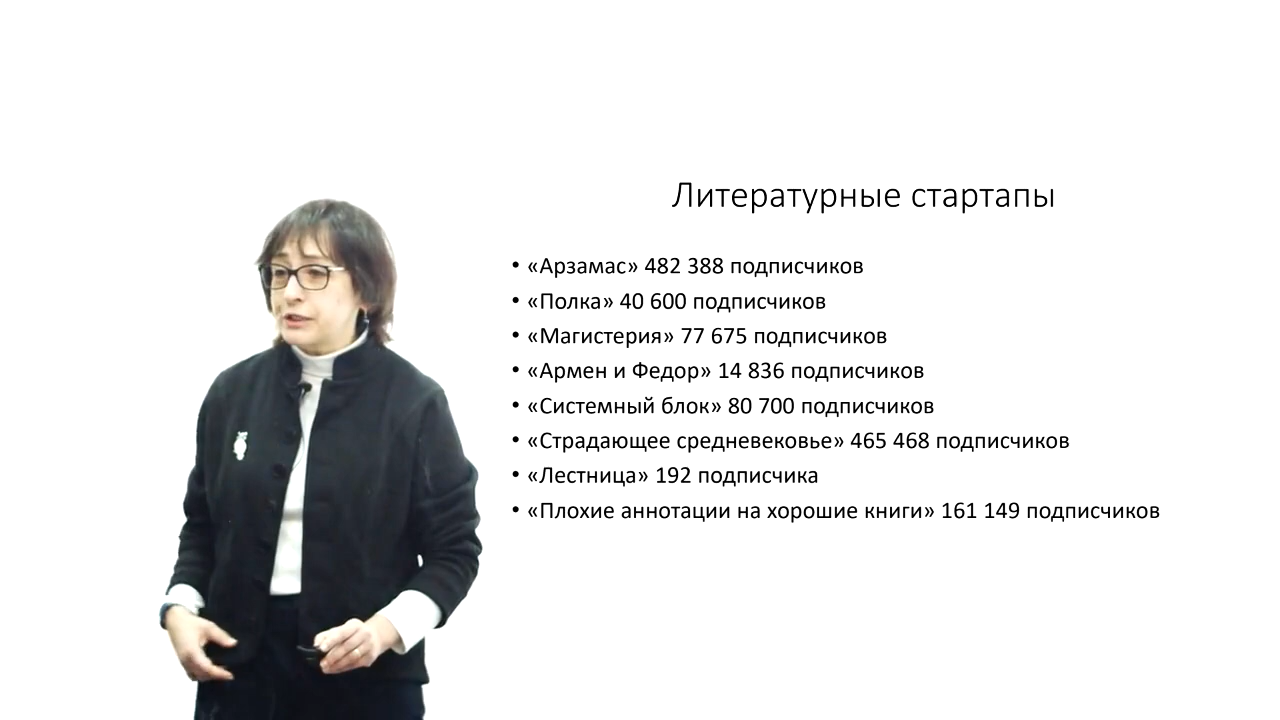 Литературные стартапы
• «Арзамас» 482 388 подписчиков
• «Полка» 40 600 подписчиков
• «Магистерия» 77 675 подписчиков
• «Армен и Федор» 14 836 подписчиков
• «Системный блок» 80 700 подписчиков
• «Страдающее средневековье» 465 468 подписчиков
• «Лестница» 192 подписчика
• «Плохие аннотации на хорошие книги» 161 149 подписчиков